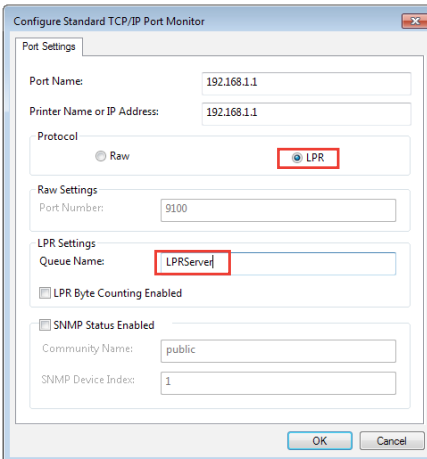 Configure Standard TCP/IP Port Monitor
Port Settings
Port Name: 192.168.1.1
Printer Name or IP Address: 192.168.1.1
Protocol
Raw LPR
Raw Settings
Port Number: 9100
LPR Settings
Queue Name: LPRServer
LPR Byte Counting Enabled
SNMP Status Enabled
Community Name: public
SNMP Device Index: 1
OK Cancel